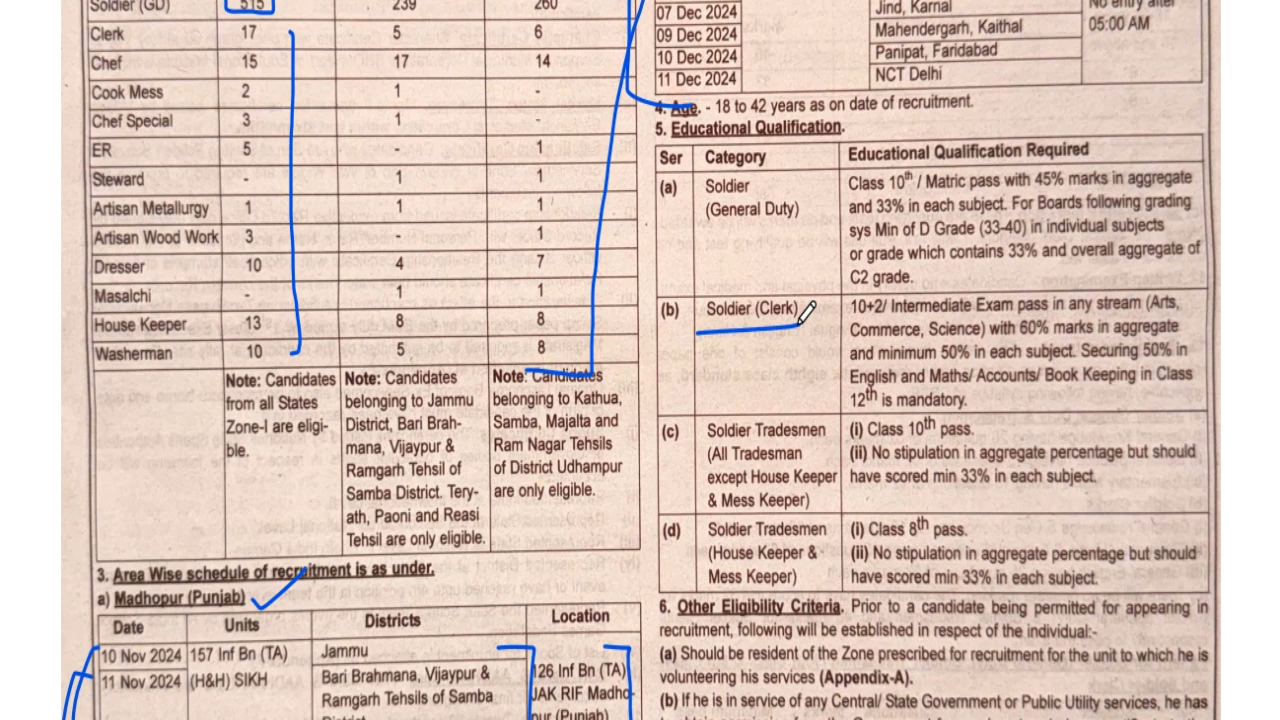 Soldier (GD) 515 239 260
Clerk 17 5 6
Chef 15 17 14
Cook Mess 2 1 -
Chef Special 3 1 -
ER 5 1 1
Steward - 1 1
Artisan Metallurgy 1 1 1
Artisan Wood Work 3 1 1
Dresser 10 4 7
Masalchi - 1 1
House Keeper 13 8 8
Washerman 10 5 8
Note: Candidates
from all States
Zone-I are eligi-
ble.
Note: Candidates
belonging to Jammu
District, Bari Brah-
mana, Vijaypur &
Ramgarh Tehsil of
Samba District. Tery-
ath, Paoni and Reasi
Tehsil are only eligible.
Note: Candidates
belonging to Kathua,
Samba, Majalta and
Ram Nagar Tehsils
of District Udhampur
are only eligible.
3. Area Wise schedule of recruitment is as under.
a) Madhopur (Punjab)
Date Units Districts Location
10 Nov 2024 157 Inf Bn (TA) Jammu
11 Nov 2024 (H&H) SIKH Bari Brahmana, Vijaypur &
Ramgarh Tehsils of Samba
126 Inf Bn (TA)
JAK RIF Madho-
pur (Punjab)
07 Dec 2024 Jind, Karnal No entry after
09 Dec 2024 Mahendergarh, Kaithal 05:00 AM
10 Dec 2024 Panipat, Faridabad
11 Dec 2024 NCT Delhi
4. Age. - 18 to 42 years as on date of recruitment.
5. Educational Qualification.
Ser Category Educational Qualification Required
(a) Soldier
(General Duty)
Class 10th / Matric pass with 45% marks in aggregate
and 33% in each subject. For Boards following grading
sys Min of D Grade (33-40) in individual subjects
or grade which contains 33% and overall aggregate of
C2 grade.
(b) Soldier (Clerk)
10+2/ Intermediate Exam pass in any stream (Arts,
Commerce, Science) with 60% marks in aggregate
and minimum 50% in each subject. Securing 50% in
English and Maths/ Accounts/ Book Keeping in Class
12th is mandatory.
(c) Soldier Tradesmen
(All Tradesman
except House Keeper
& Mess Keeper)
(i) Class 10th pass.
(ii) No stipulation in aggregate percentage but should
have scored min 33% in each subject.
(d) Soldier Tradesmen
(House Keeper &
Mess Keeper)
(i) Class 8th pass.
(ii) No stipulation in aggregate percentage but should
have scored min 33% in each subject.
6. Other Eligibility Criteria. Prior to a candidate being permitted for appearing in
recruitment, following will be established in respect of the individual:-
(a) Should be resident of the Zone prescribed for recruitment for the unit to which he is
volunteering his services (Appendix-A).
(b) If he is in service of any Central/ State Government or Public Utility services, he has